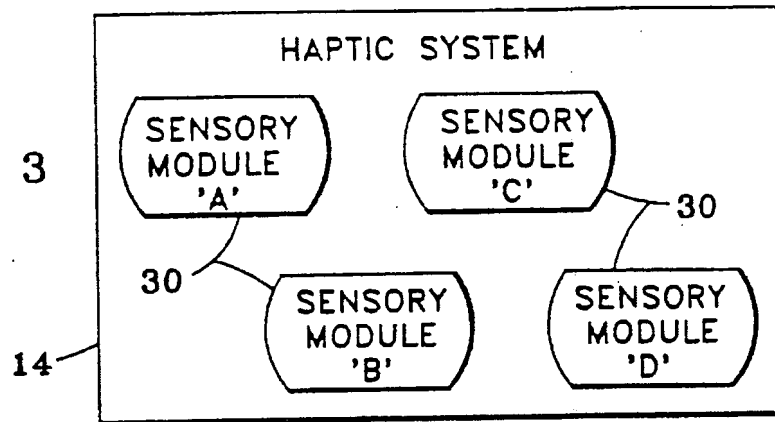 HAPTIC SYSTEM
SENSORY
MODULE
'A'
SENSORY
MODULE
'C'
3
30
30
SENSORY
MODULE
'B'
SENSORY
MODULE
'D'
14